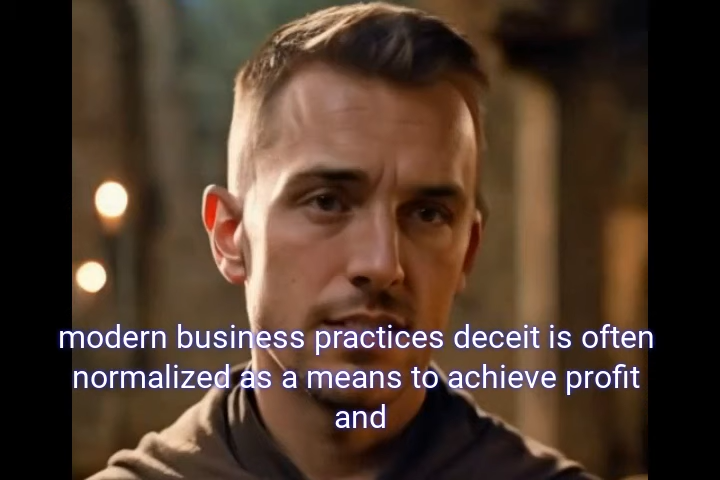 modern business practices deceit is often
normalized as a means to achieve profit
and